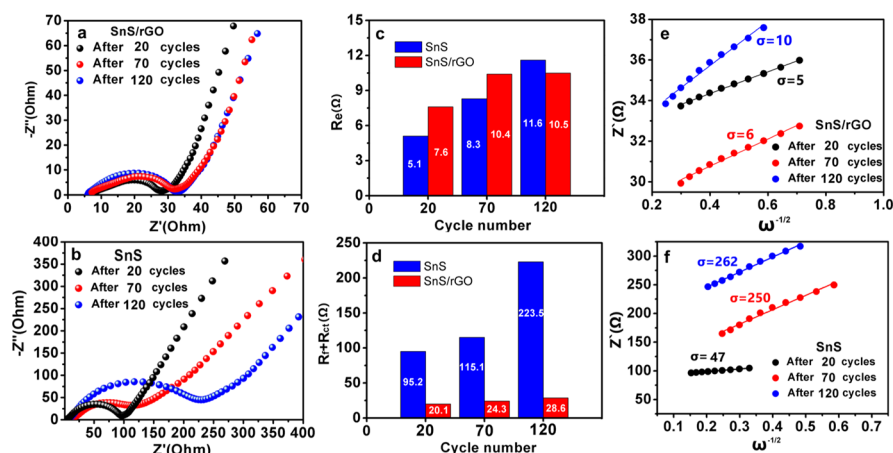 a
SnS/rGO
After 20 cycles
After 70 cycles
After 120 cycles
-Z''(Ohm)
70
60
50
40
30
20
10
0
0 10 20 30 40 50 60 70
Z'(Ohm)
c
SnS
SnS/rGO
Re(Ω)
15
12
9
6
3
0
5.1
7.6
8.3
10.4
11.6
10.5
20 70 120
Cycle number
e
σ=10
σ=5
σ=6
SnS/rGO
After 20 cycles
After 70 cycles
After 120 cycles
Z`(Ω)
38
36
34
32
30
0.2 0.4 0.6 0.8 1.0
ω-1/2
b
SnS
After 20 cycles
After 70 cycles
After 120 cycles
-Z''(Ohm)
400
350
300
250
200
150
100
50
0
50 100 150 200 250 300 350 400
Z'(Ohm)
d
SnS
SnS/rGO
Rf+Rct(Ω)
250
225
200
175
150
125
100
75
50
25
0
95.2
20.1
115.1
24.3
223.5
28.6
20 70 120
Cycle number
f
σ=262
σ=250
σ= 47
SnS
After 20 cycles
After 70 cycles
After 120 cycles
Z`(Ω)
300
250
200
150
100
50
0.1 0.2 0.3 0.4 0.5 0.6 0.7
ω-1/2